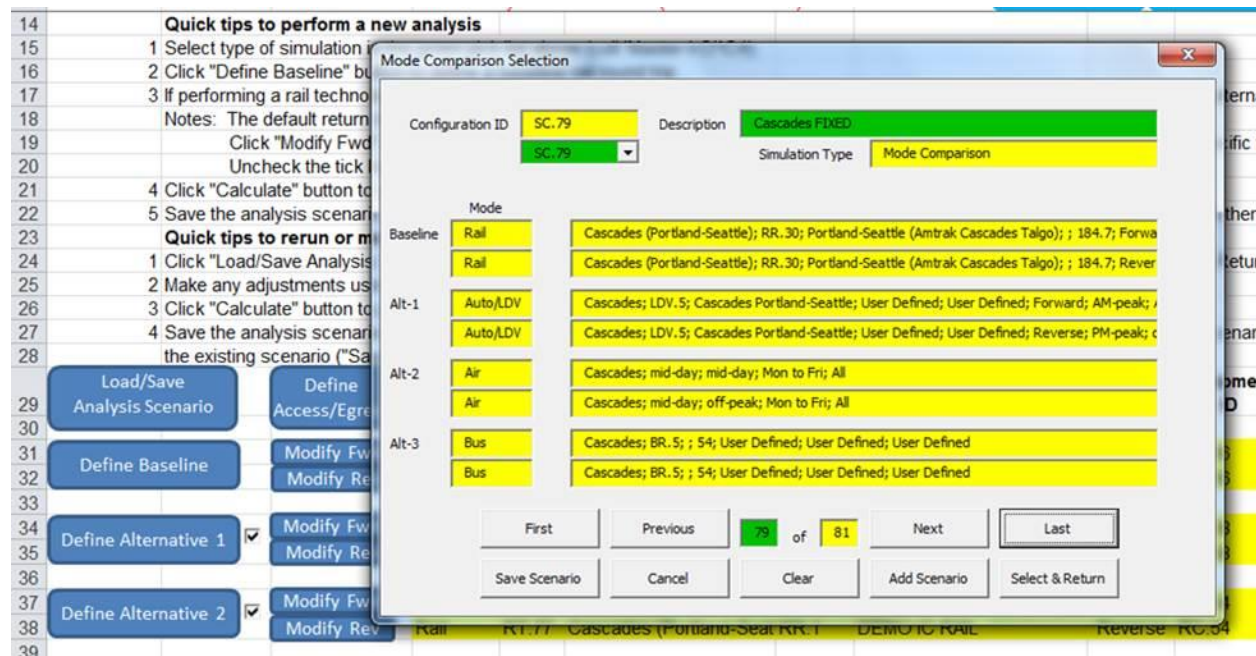 14 Quick tips to perform a new analysis
15 1 Select type of simulation
16 2 Click "Define Baseline"
17 3 If performing a rail techno
18 Notes: The default return
19 Click "Modify Fwd
20 Uncheck the tick
21 4 Click "Calculate" button to
22 5 Save the analysis scenari
23 Quick tips to rerun or m
24 1 Click "Load/Save Analysis
25 2 Make any adjustments us
26 3 Click "Calculate" button to
27 4 Save the analysis scenari
28 the existing scenario ("Sa
29 Load/Save Analysis Scenario
Define Access/Egre
30
31 Define Baseline Modify Fw
32 Modify Re
33
34 Define Alternative 1 Modify Fw
35 Modify Re
36
37 Define Alternative 2 Modify Fw
38 Modify Rev Rail RT.77 Cascades (Portland-Seat RR.1 DEMO IC RAIL Reverse RC.54
39
Mode Comparison Selection
Configuration ID SC.79 Description Cascades FIXED
SC.79 Simulation Type Mode Comparison
Mode
Baseline Rail Cascades (Portland-Seattle); RR.30; Portland-Seattle (Amtrak Cascades Talgo); ; 184.7; Forwa
Rail Cascades (Portland-Seattle); RR.30; Portland-Seattle (Amtrak Cascades Talgo); ; 184.7; Rever
Alt-1 Auto/LDV Cascades; LDV.5; Cascades Portland-Seattle; User Defined; User Defined; Forward; AM-peak;
Auto/LDV Cascades; LDV.5; Cascades Portland-Seattle; User Defined; User Defined; Reverse; PM-peak;
Alt-2 Air Cascades; mid-day; mid-day; Mon to Fri; All
Air Cascades; mid-day; off-peak; Mon to Fri; All
Alt-3 Bus Cascades; BR.5; ; 54; User Defined; User Defined; User Defined
Bus Cascades; BR.5; ; 54; User Defined; User Defined; User Defined
First Previous 79 of 81 Next Last
Save Scenario Cancel Clear Add Scenario Select & Return